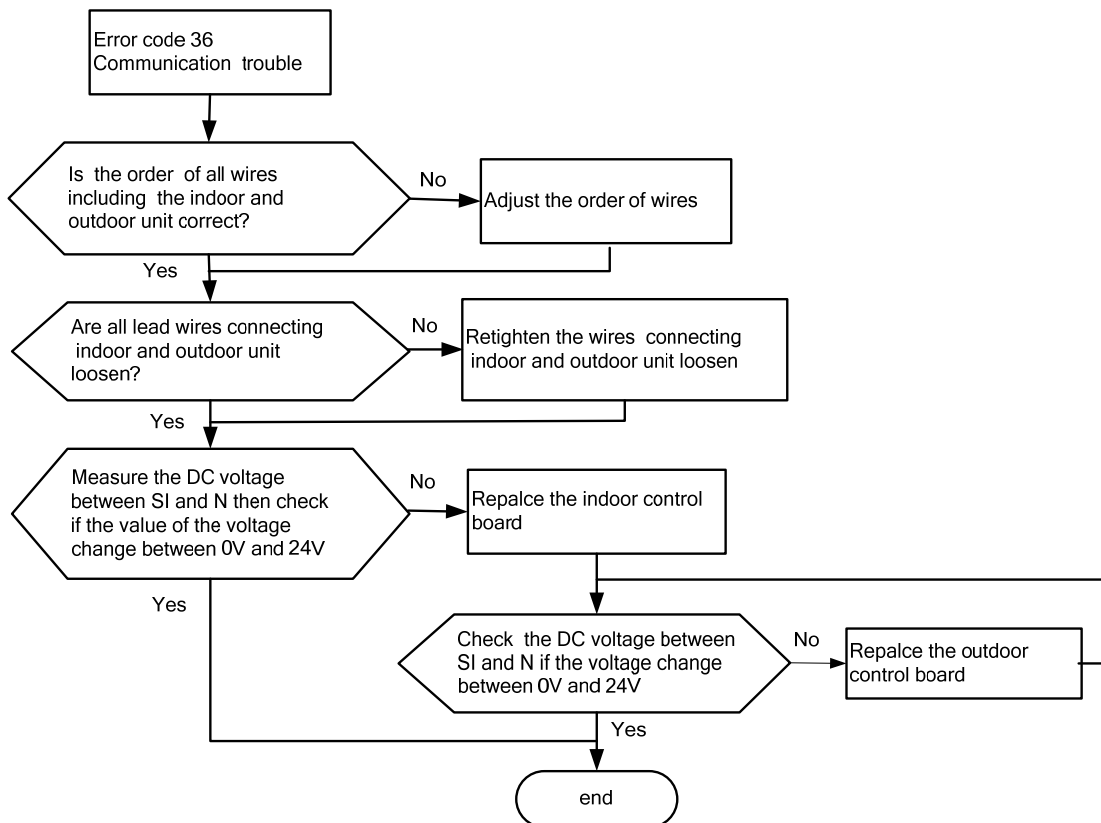 Error code 36
Communication trouble
Is the order of all wires
including the indoor and
outdoor unit correct?
No
Adjust the order of wires
Yes
Are all lead wires connecting
indoor and outdoor unit
loosen?
No
Retighten the wires connecting
indoor and outdoor unit loosen
Yes
Measure the DC voltage
between SI and N then check
if the value of the voltage
change between 0V and 24V
No
Repalce the indoor control
board
Yes
Check the DC voltage between
SI and N if the voltage change
between 0V and 24V
No
Repalce the outdoor
control board
Yes
end